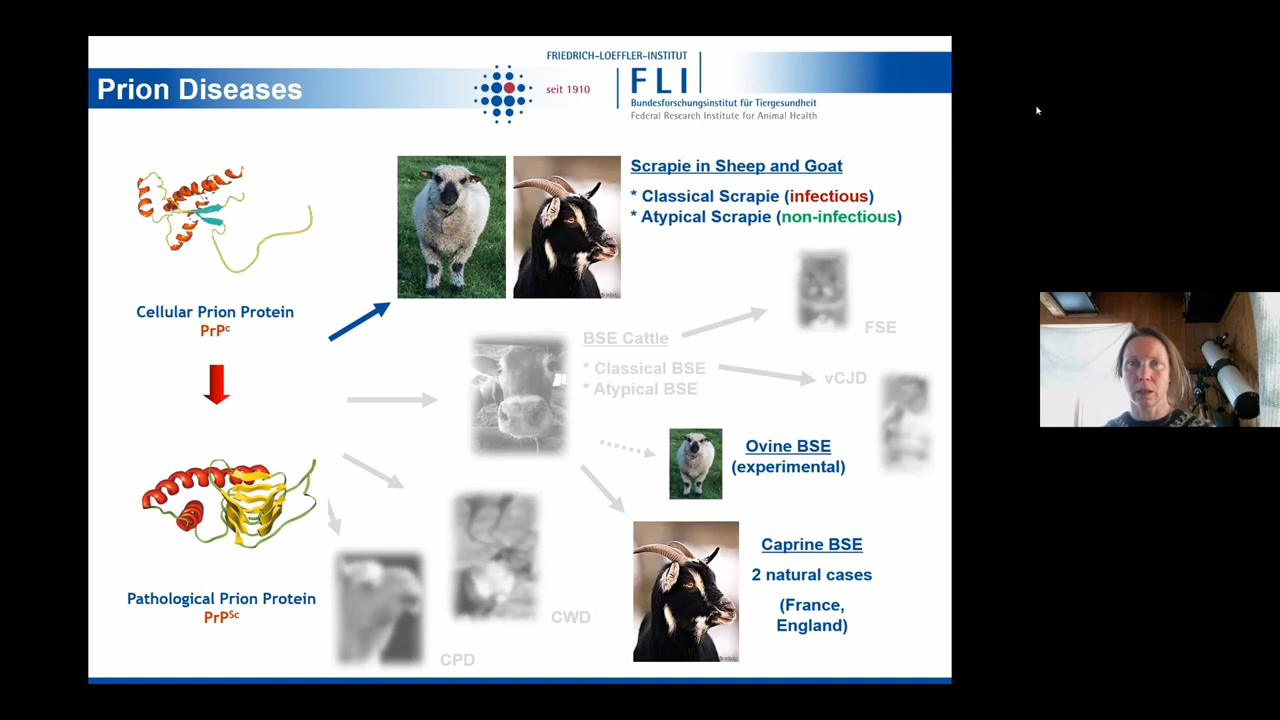 Prion Diseases
FRIEDRICH-LOEFFLER-INSTITUT
seit 1910
FLI
Bundesforschungsinstitut für Tiergesundheit
Federal Research Institute for Animal Health
Scrapie in Sheep and Goat
* Classical Scrapie (infectious)
* Atypical Scrapie (non-infectious)
Cellular Prion Protein
PrPᶜ
BSE Cattle
* Classical BSE
* Atypical BSE
FSE
vCJD
Ovine BSE
(experimental)
Caprine BSE
2 natural cases
(France,
England)
Pathological Prion Protein
PrPˢᶜ
CWD
CPD